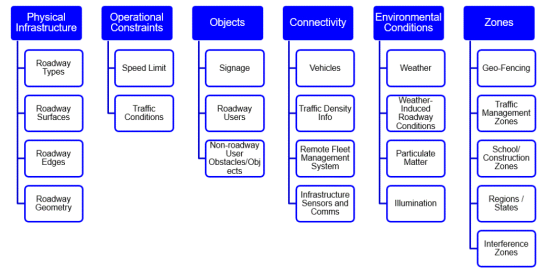 Physical
Infrastructure
Roadway
Types
Roadway
Surfaces
Roadway
Edges
Roadway
Geometry
Operational
Constraints
Speed Limit
Traffic
Conditions
Objects
Signage
Roadway
Users
Non-roadway
User
Obstacles/Obj
ects
Connectivity
Vehicles
Traffic Density
Info
Remote Fleet
Management
System
Infrastructure
Sensors and
Comms
Environmental
Conditions
Weather
Weather-
Induced
Roadway
Conditions
Particulate
Matter
Illumination
Zones
Geo-Fencing
Traffic
Management
Zones
School/
Construction
Zones
Regions /
States
Interference
Zones